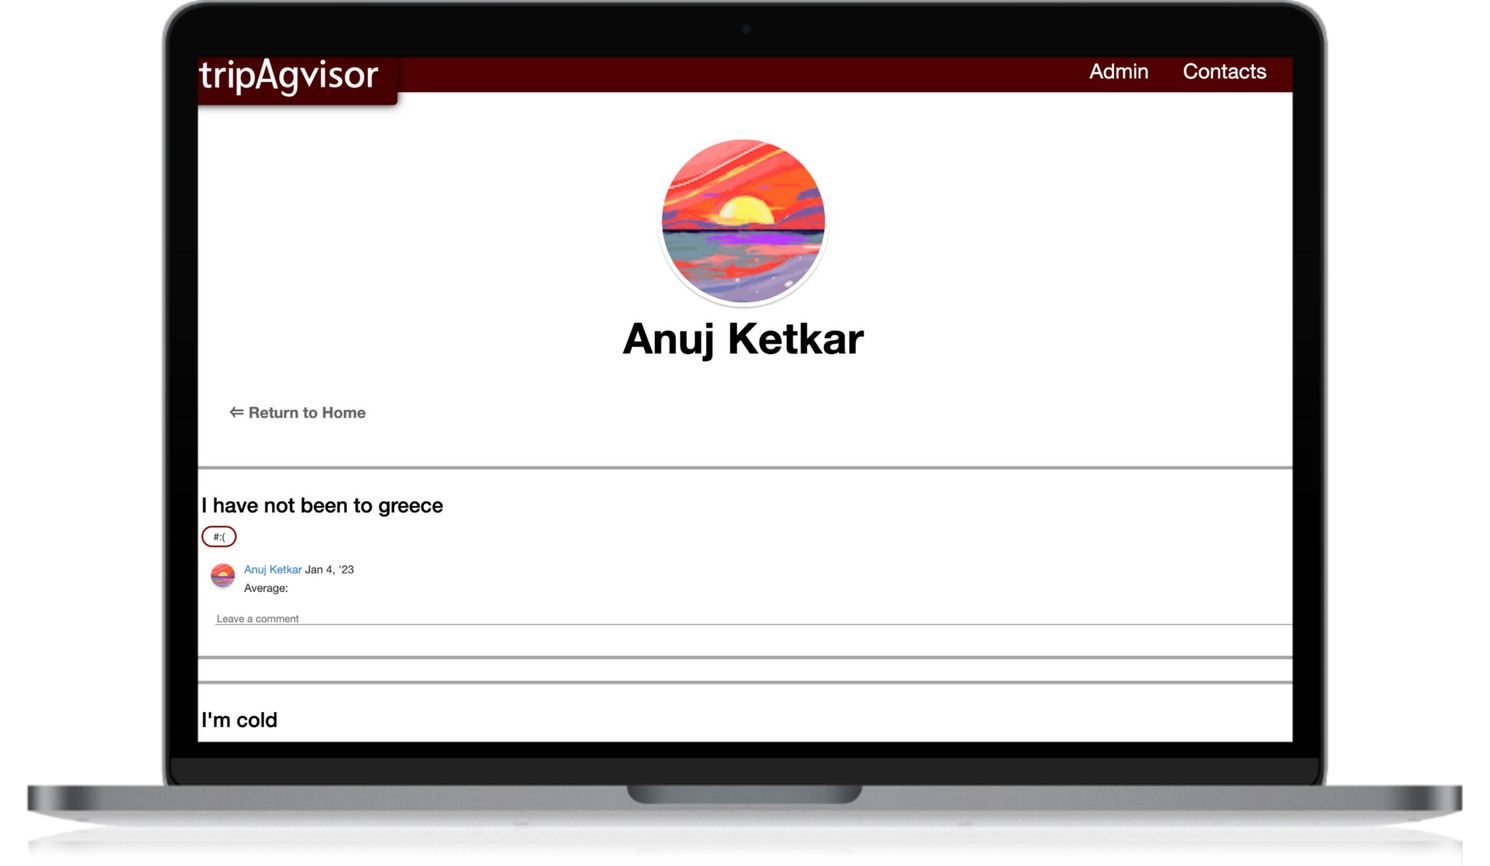 tripAgvisor
Admin Contacts
Anuj Ketkar
⇐ Return to Home
I have not been to greece
#:(
Anuj Ketkar Jan 4, '23
Average:
Leave a comment
I'm cold